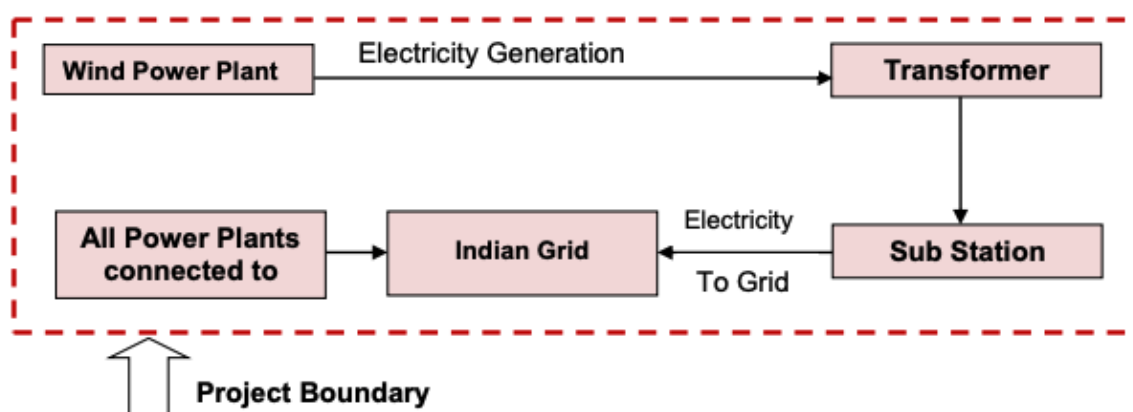 Wind Power Plant
Electricity Generation
Transformer
All Power Plants
connected to
Indian Grid
Electricity
To Grid
Sub Station
Project Boundary